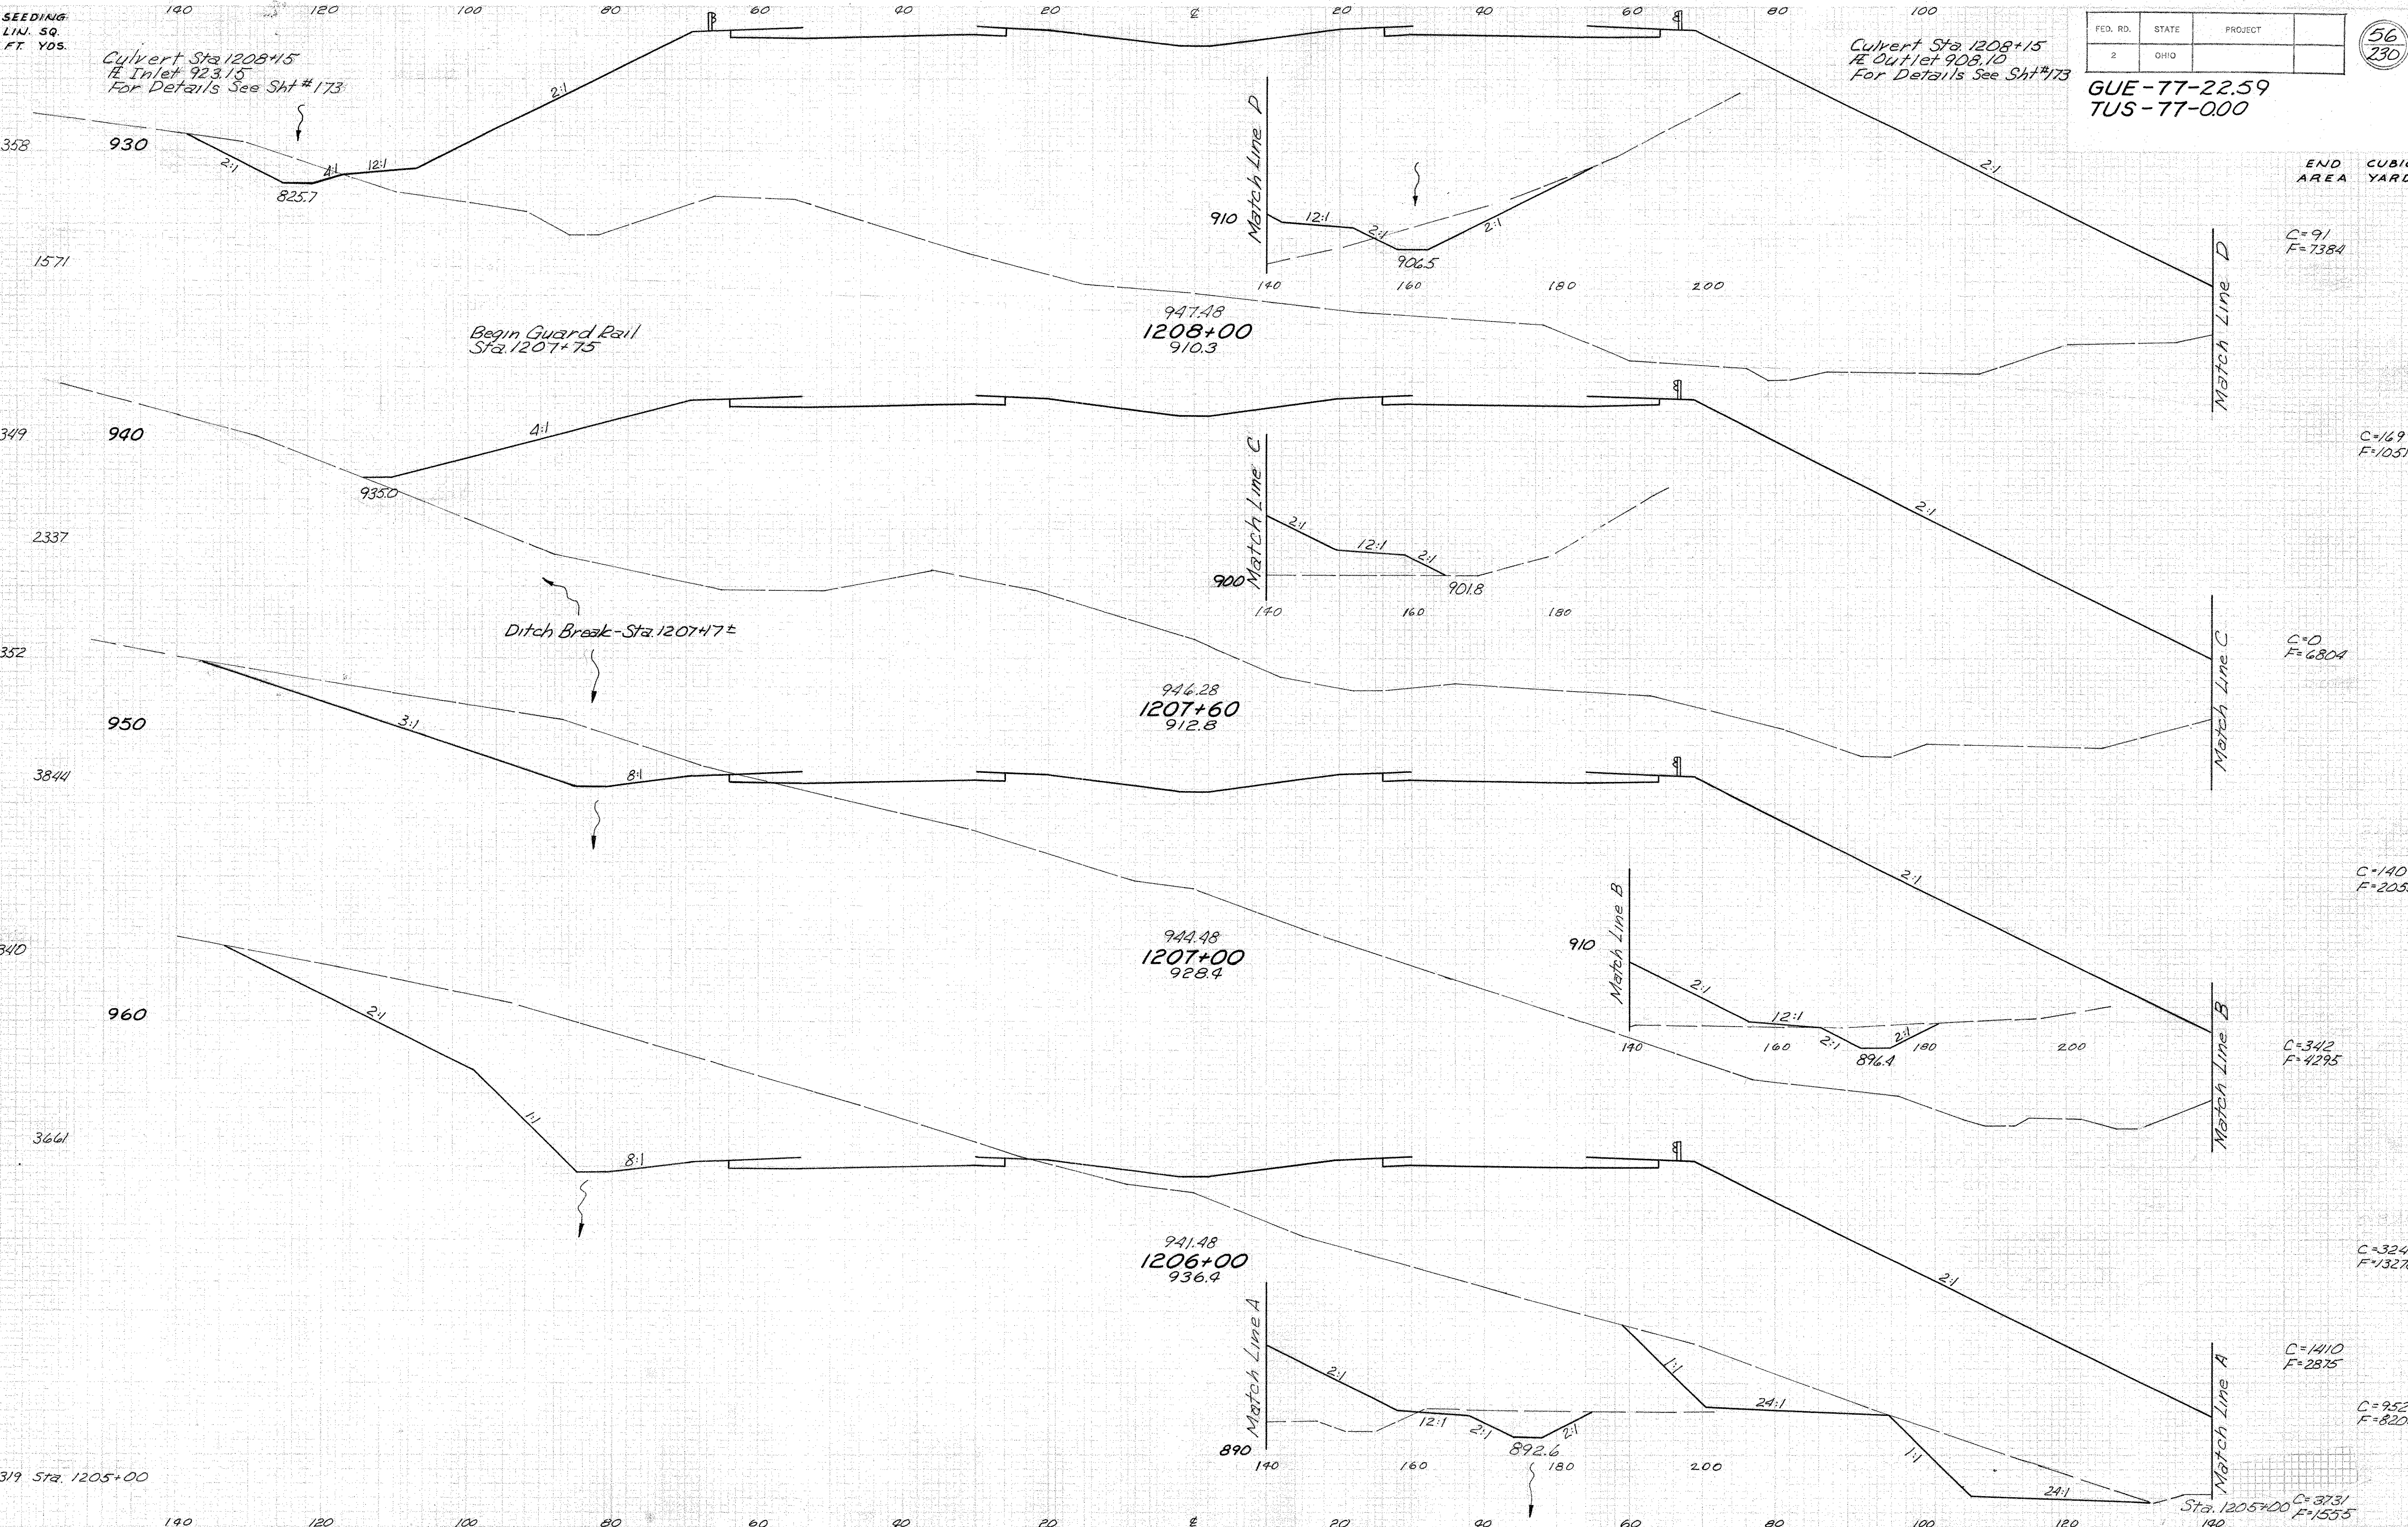 SEEDING
LIN. SQ.
FT. YDS.
140 120 100 80 60 40 20 ℄ 20 40 60 80 100
FED. RD. STATE PROJECT
2 OHIO
56
230
GUE-77-22.59
TUS-77-0.00
END CUBIC
AREA YARD
Culvert Sta. 1208+15
℄ Inlet 923.15
For Details See Sht #173
Culvert Sta. 1208+15
℄ Outlet 908.10
For Details See Sht #173
358
930
2:1
4:1
12:1
2:1
825.7
Match Line D
910
12:1
2:1
2:1
906.5
140 160 180 200
2:1
Match Line D
C=91
F=7384
1571
947.48
1208+00
910.3
Begin Guard Rail
Sta. 1207+75
349
940
4:1
935.0
Match Line C
2:1
12:1
2:1
900
901.8
140 160 180
2:1
Match Line C
C=169
F=1051
2337
Ditch Break-Sta. 1207+17±
C=0
F=6804
352
946.28
1207+60
912.8
950
3:1
8:1
3844
2:1
Match Line B
910
2:1
12:1
2:1
2:1
896.4
140 160 180 200
Match Line B
C=140
F=205
944.48
1207+00
928.4
340
960
C=342
F=4295
2:1
1:1
8:1
3661
2:1
941.48
1206+00
936.4
C=324
F=1327
Match Line A
2:1
12:1
2:1
2:1
890
892.6
140 160 180 200
1:1
24:1
1:1
24:1
Match Line A
C=1410
F=2875
C=952
F=820
319 Sta. 1205+00
Sta. 1205+00 C=3731
F=1555
140 120 100 80 60 40 20 ℄ 20 40 60 80 100 120 140